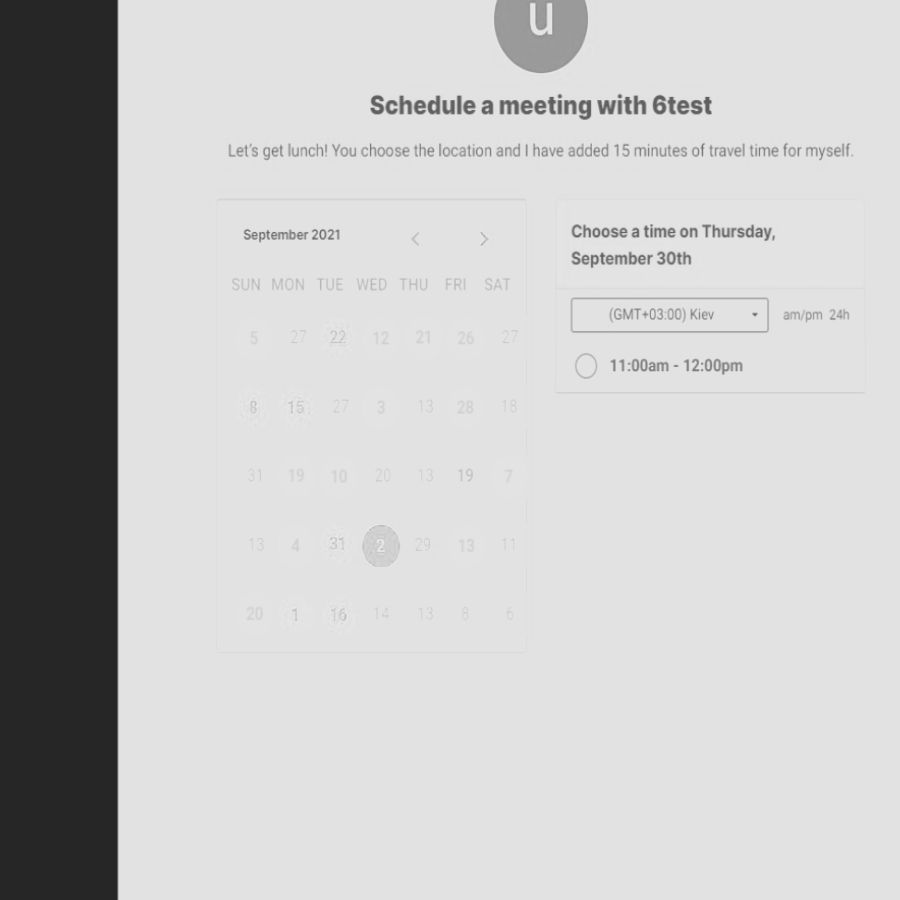 u
Schedule a meeting with 6test
Let's get lunch! You choose the location and I have added 15 minutes of travel time for myself.
September 2021
SUN MON TUE WED THU FRI SAT
5 27 22 12 21 26 27
8 15 27 3 13 28 18
31 19 10 20 13 19 7
13 4 31 2 29 13 11
20 1 16 14 13 8 6
Choose a time on Thursday,
September 30th
(GMT+03:00) Kiev am/pm 24h
11:00am - 12:00pm